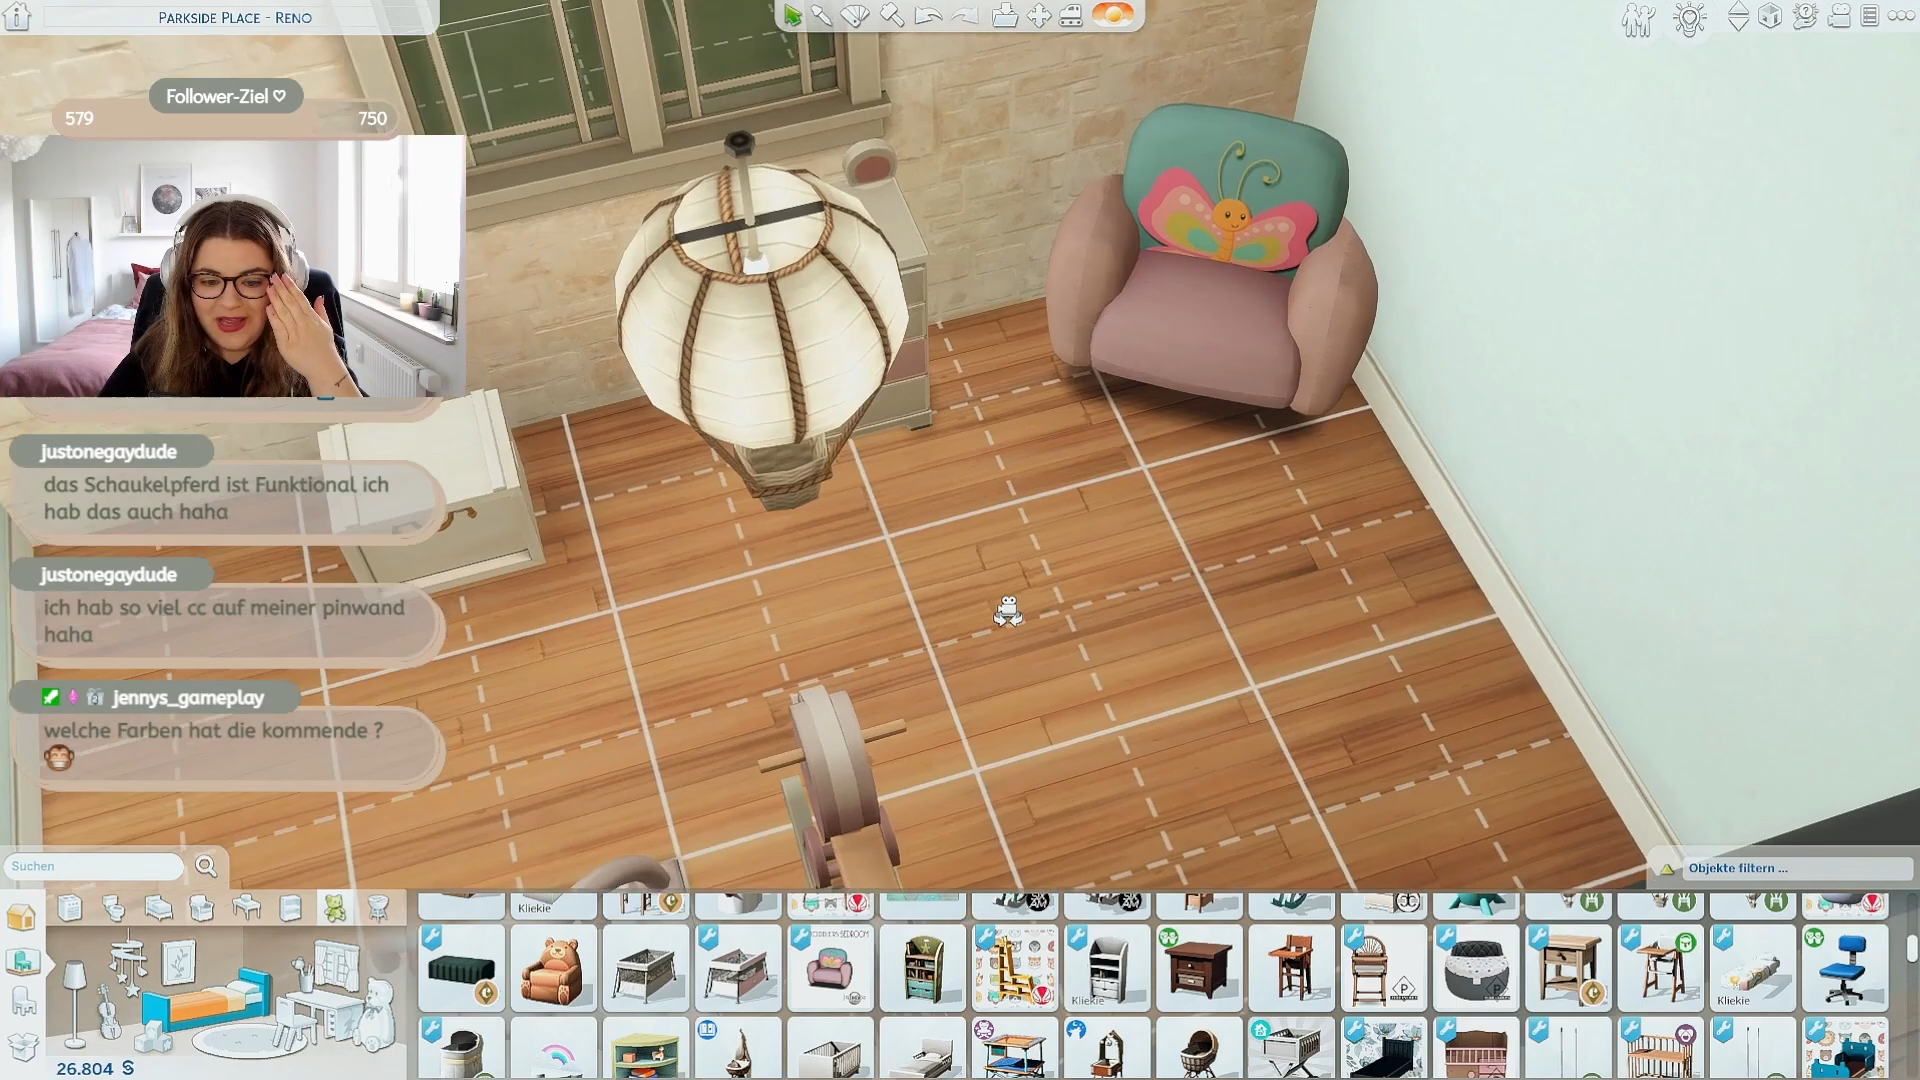 PARKSIDE PLACE - RENO
Follower-Ziel ♡
579 750
justonegaydude
das Schaukelpferd ist Funktional ich
hab das auch haha
justonegaydude
ich hab so viel cc auf meiner pinwand
haha
jennys_gameplay
welche Farben hat die kommende ?
Suchen
Objekte filtern ...
Kliekie
Kliekie
Kliekie
26.804 S